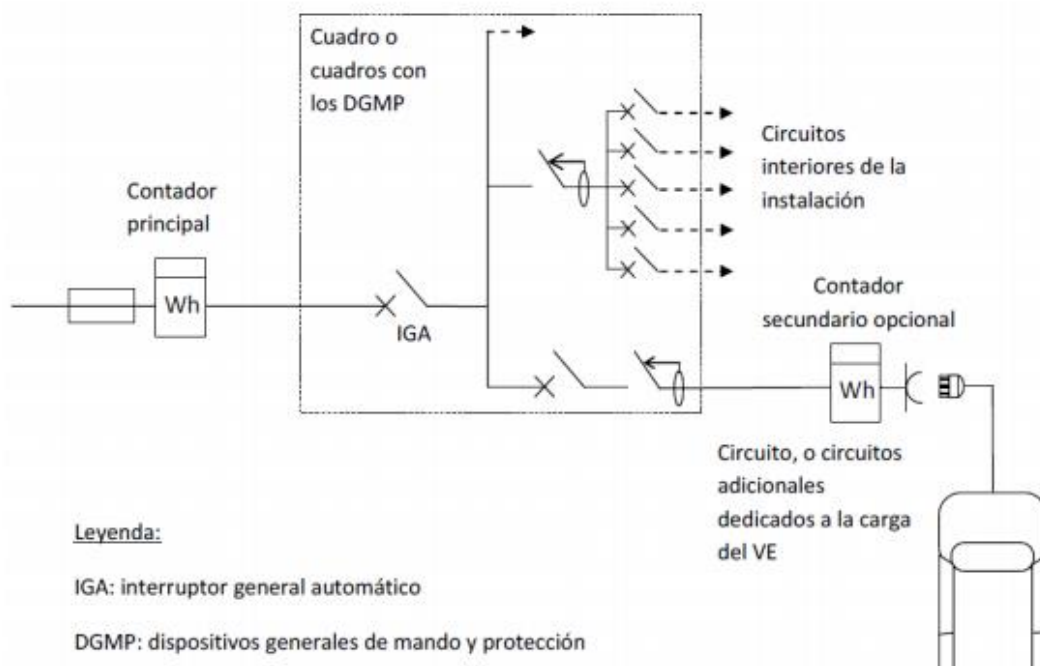 Cuadro o
cuadros con
los DGMP
Circuitos
interiores de la
instalación
Contador
principal
Wh
IGA
Contador
secundario opcional
Wh
Circuito, o circuitos
adicionales
dedicados a la carga
del VE
Leyenda:
IGA: interruptor general automático
DGMP: dispositivos generales de mando y protección